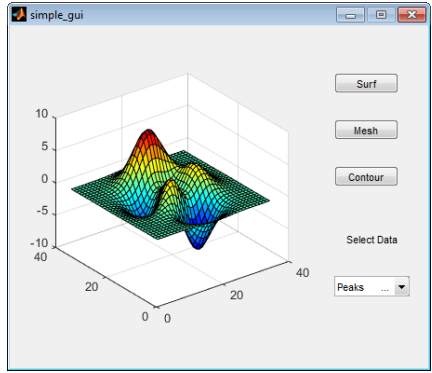 simple_gui
Surf
Mesh
Contour
Select Data
Peaks ...
10
5
0
-5
-10
40
20
0
0
20
40